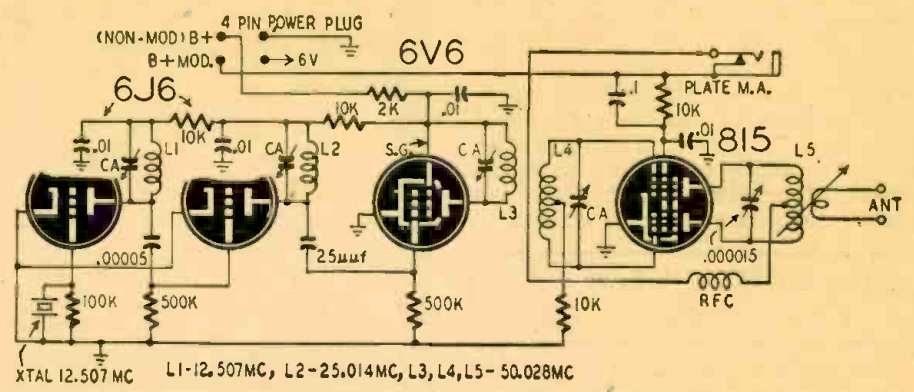 4 PIN POWER PLUG
(NON-MOD) B+
B+ MOD.
6V
6V6
PLATE M.A.
6J6
10K
10K
2K
.01
.1
10K
.01
815
.01
.01
CA
L1
CA
L2
S.G.
CA
L3
L4
CA
L5
ANT
.00005
25µµf
.000015
RFC
100K
500K
500K
10K
XTAL 12.507 MC
L1-12.507MC, L2-25.014MC, L3, L4, L5- 50.028MC